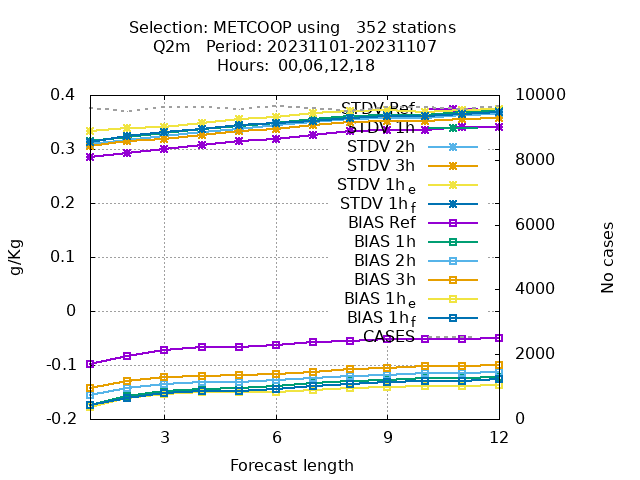 Selection: METCOOP using 352 stations
Q2m Period: 20231101-20231107
Hours: 00,06,12,18
0.4
0.3
0.2
0.1
0
-0.1
-0.2
g/Kg
10000
8000
6000
4000
2000
0
No cases
STDV Ref
STDV 1h
STDV 2h
STDV 3h
STDV 1he
STDV 1hf
BIAS Ref
BIAS 1h
BIAS 2h
BIAS 3h
BIAS 1he
BIAS 1hf
CASES
3 6 9 12
Forecast length